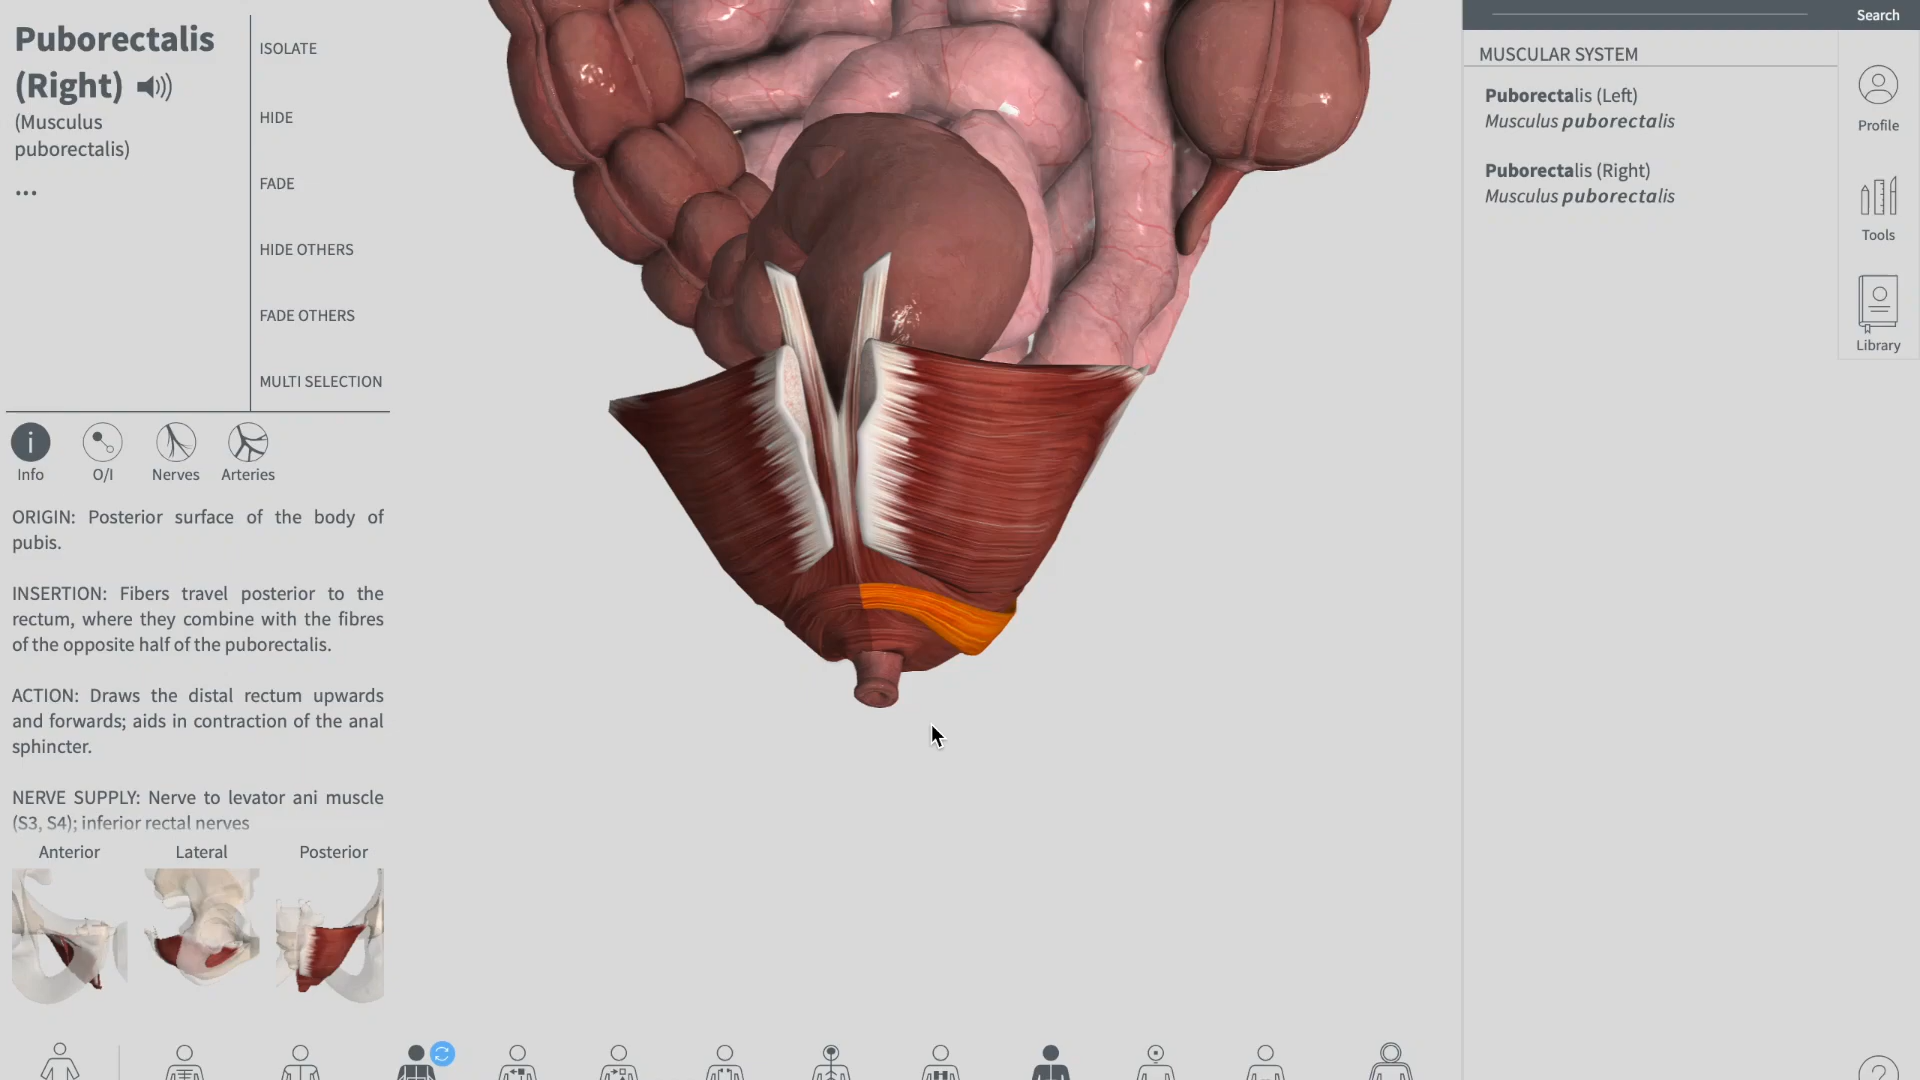 Puborectalis
(Right)
(Musculus
puborectalis)
...
ISOLATE
HIDE
FADE
HIDE OTHERS
FADE OTHERS
MULTI SELECTION
Info
O/I
Nerves
Arteries
ORIGIN: Posterior surface of the body of
pubis.
INSERTION: Fibers travel posterior to the
rectum, where they combine with the fibres
of the opposite half of the puborectalis.
ACTION: Draws the distal rectum upwards
and forwards; aids in contraction of the anal
sphincter.
NERVE SUPPLY: Nerve to levator ani muscle
(S3, S4); inferior rectal nerves
Anterior
Lateral
Posterior
Search
MUSCULAR SYSTEM
Puborectalis (Left)
Musculus puborectalis
Puborectalis (Right)
Musculus puborectalis
Profile
Tools
Library